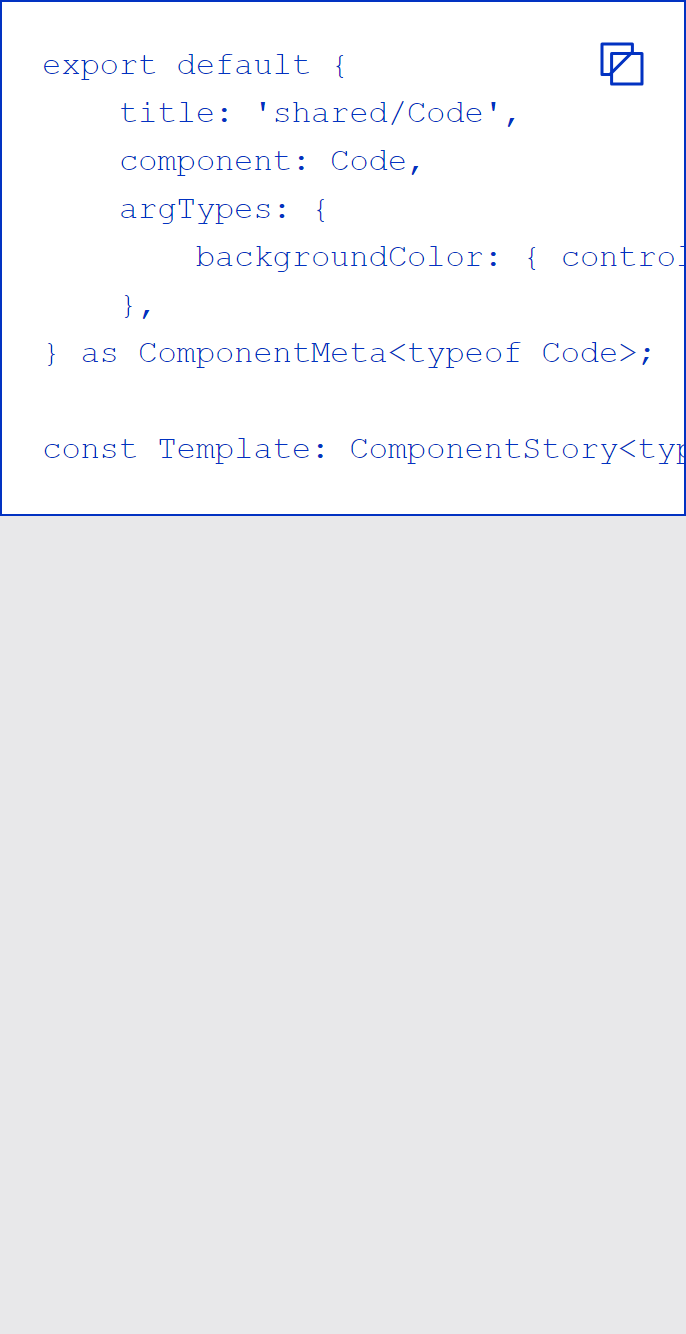 export default {
    title: 'shared/Code',
    component: Code,
    argTypes: {
        backgroundColor: { control
    },
} as ComponentMeta<typeof Code>;

const Template: ComponentStory<typ